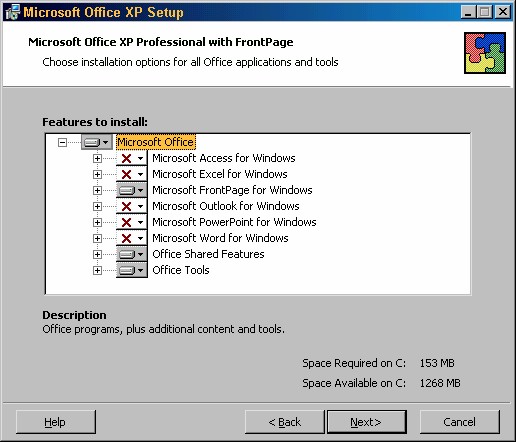 Microsoft Office XP Setup
Microsoft Office XP Professional with FrontPage
Choose installation options for all Office applications and tools
Features to install:
Microsoft Office
Microsoft Access for Windows
Microsoft Excel for Windows
Microsoft FrontPage for Windows
Microsoft Outlook for Windows
Microsoft PowerPoint for Windows
Microsoft Word for Windows
Office Shared Features
Office Tools
Description
Office programs, plus additional content and tools.
Space Required on C: 153 MB
Space Available on C: 1268 MB
Help < Back Next> Cancel